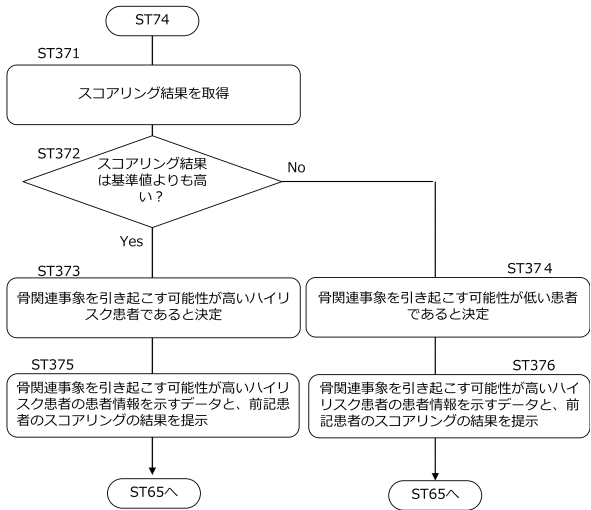 ST74
ST371
スコアリング結果を取得
ST372
スコアリング結果
は基準値よりも高
い？
No
Yes
ST373
骨関連事象を引き起こす可能性が高いハイリ
スク患者であると決定
ST374
骨関連事象を引き起こす可能性が低い患者
であると決定
ST375
骨関連事象を引き起こす可能性が高いハイリ
スク患者の患者情報を示すデータと、前記患
者のスコアリングの結果を提示
ST376
骨関連事象を引き起こす可能性が高いハイ
リスク患者の患者情報を示すデータと、前
記患者のスコアリングの結果を提示
ST65へ
ST65へ